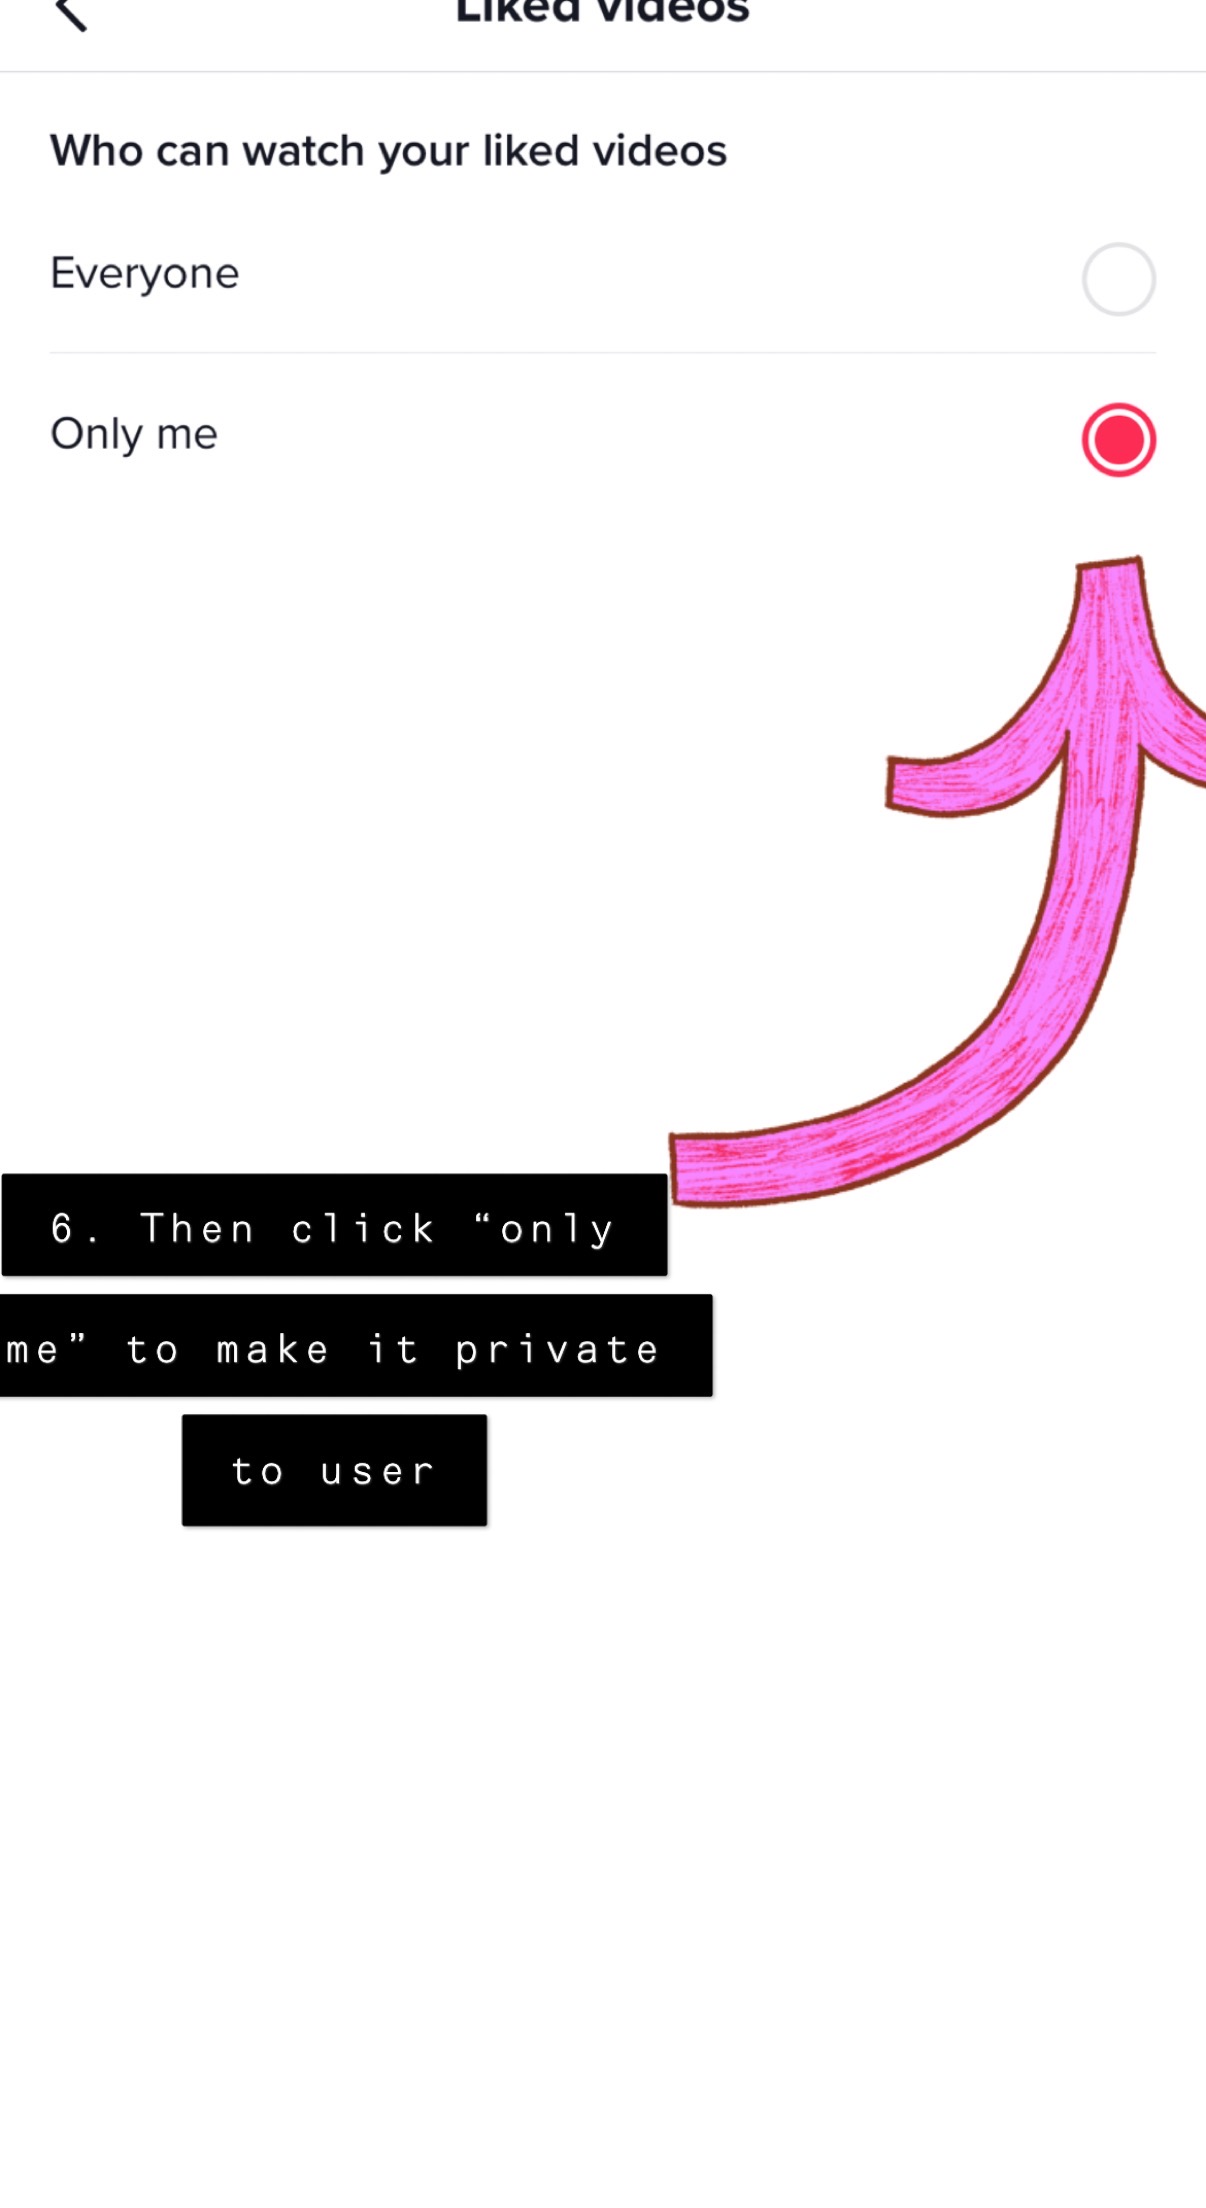 Liked videos
Who can watch your liked videos
Everyone
Only me
6. Then click “only
me” to make it private
to user